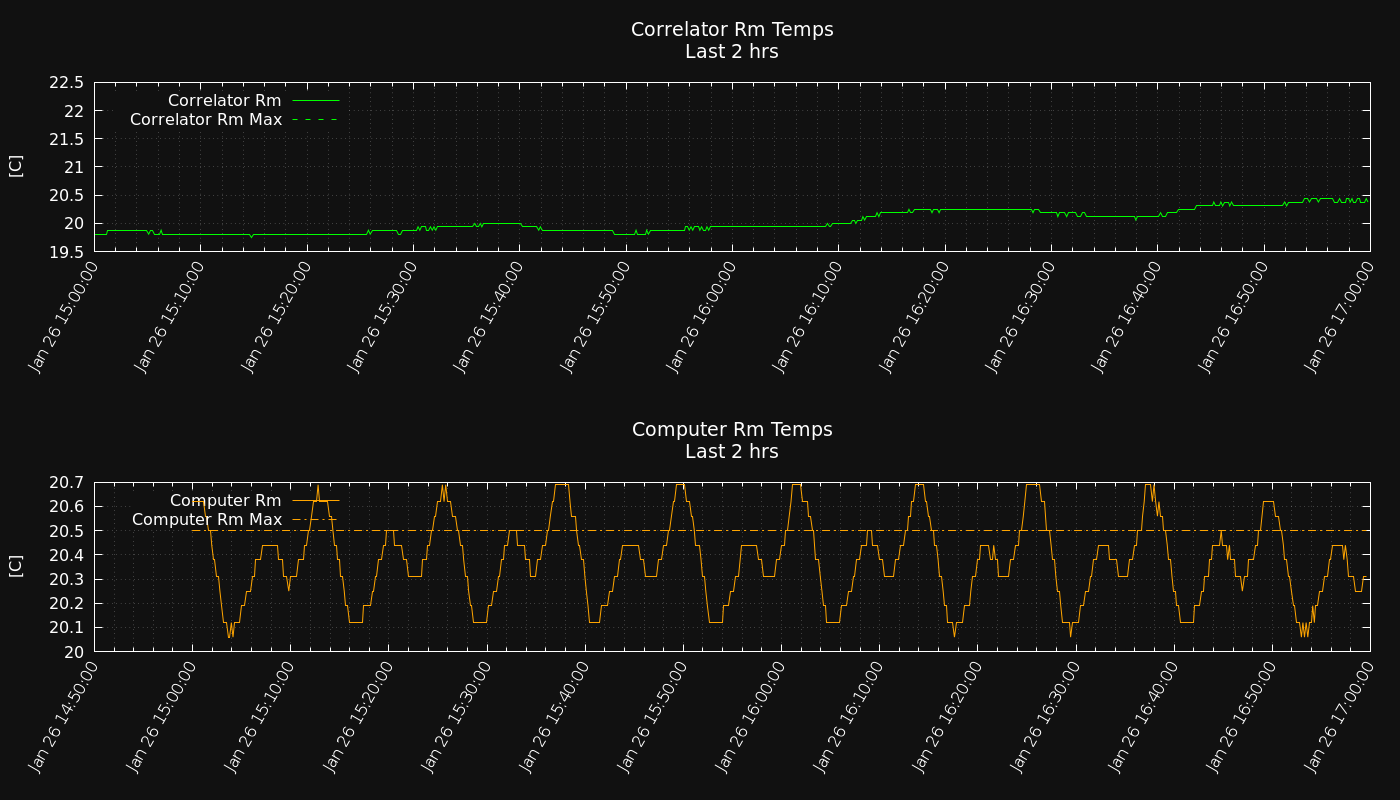 Correlator Rm Temps
Last 2 hrs
22.5
22
21.5
21
20.5
20
19.5
[C]
Correlator Rm
Correlator Rm Max
Jan 26 15:00:00
Jan 26 15:10:00
Jan 26 15:20:00
Jan 26 15:30:00
Jan 26 15:40:00
Jan 26 15:50:00
Jan 26 16:00:00
Jan 26 16:10:00
Jan 26 16:20:00
Jan 26 16:30:00
Jan 26 16:40:00
Jan 26 16:50:00
Jan 26 17:00:00
Computer Rm Temps
Last 2 hrs
20.7
20.6
20.5
20.4
20.3
20.2
20.1
20
[C]
Computer Rm
Computer Rm Max
Jan 26 14:50:00
Jan 26 15:00:00
Jan 26 15:10:00
Jan 26 15:20:00
Jan 26 15:30:00
Jan 26 15:40:00
Jan 26 15:50:00
Jan 26 16:00:00
Jan 26 16:10:00
Jan 26 16:20:00
Jan 26 16:30:00
Jan 26 16:40:00
Jan 26 16:50:00
Jan 26 17:00:00